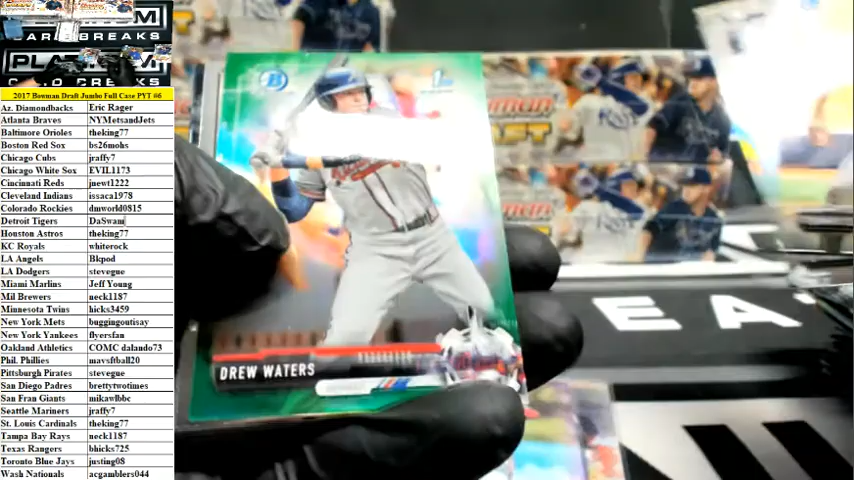 CARD BREAKS
PLATINUM
CARD BREAKS
2017 Bowman Draft Jumbo Full Case PYT #6
Az. Diamondbacks Eric Rager
Atlanta Braves NYMetsandJets
Baltimore Orioles theking77
Boston Red Sox bs26mohs
Chicago Cubs jraffy7
Chicago White Sox EVIL1173
Cincinnati Reds jnewt1222
Cleveland Indians issaca1978
Colorado Rockies dmworld0815
Detroit Tigers DaSwami
Houston Astros theking77
KC Royals whiterock
LA Angels Bkpod
LA Dodgers stevegue
Miami Marlins Jeff Young
Mil Brewers neck1187
Minnesota Twins hicks3459
New York Mets buggingoutisay
New York Yankees flyersfan
Oakland Athletics COMC dalando73
Phil. Phillies mavsftball20
Pittsburgh Pirates stevegue
San Diego Padres brettytwotimes
San Fran Giants mikawlbbc
Seattle Mariners jraffy7
St. Louis Cardinals theking77
Tampa Bay Rays neck1187
Texas Rangers bhicks725
Toronto Blue Jays justing08
Wash Nationals acgamblers044
B
1st
DREW WATERS
Rays
E A